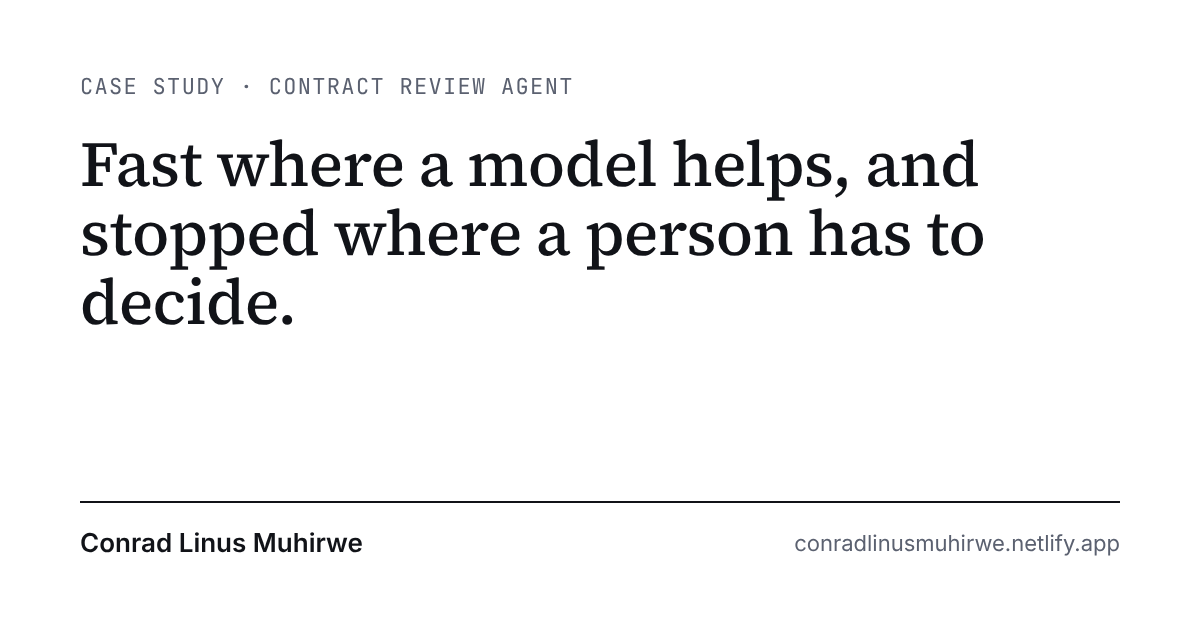 CASE STUDY · CONTRACT REVIEW AGENT
Fast where a model helps, and
stopped where a person has to
decide.
Conrad Linus Muhirwe
conradlinusmuhirwe.netlify.app